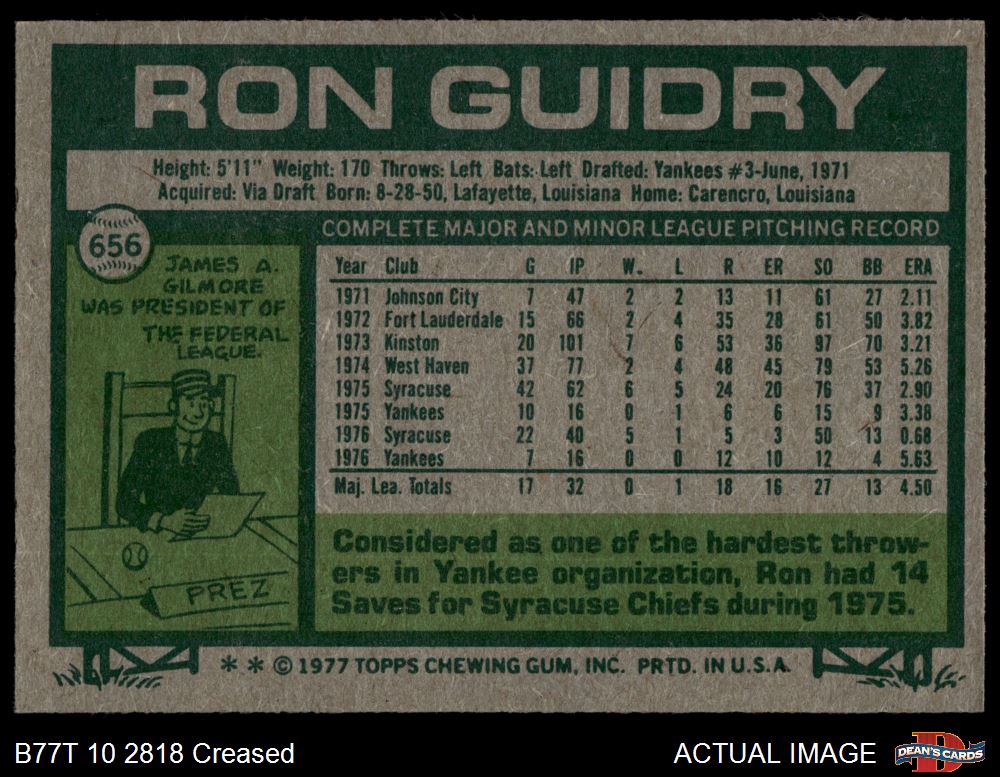 RON GUIDRY
Height: 5'11" Weight: 170 Throws: Left Bats: Left Drafted: Yankees #3-June, 1971
Acquired: Via Draft Born: 8-28-50, Lafayette, Louisiana Home: Carencro, Louisiana
656
JAMES A.
GILMORE
WAS PRESIDENT OF
THE FEDERAL
LEAGUE.
PREZ
COMPLETE MAJOR AND MINOR LEAGUE PITCHING RECORD
Year Club G IP W. L R ER SO BB ERA
1971 Johnson City 7 47 2 2 13 11 61 27 2.11
1972 Fort Lauderdale 15 66 2 4 35 28 61 50 3.82
1973 Kinston 20 101 7 6 53 36 97 70 3.21
1974 West Haven 37 77 2 4 48 45 79 53 5.26
1975 Syracuse 42 62 6 5 24 20 76 37 2.90
1975 Yankees 10 16 0 1 6 6 15 9 3.38
1976 Syracuse 22 40 5 1 5 3 50 13 0.68
1976 Yankees 7 16 0 0 12 10 12 4 5.63
Maj. Lea. Totals 17 32 0 1 18 16 27 13 4.50
Considered as one of the hardest throw-
ers in Yankee organization, Ron had 14
Saves for Syracuse Chiefs during 1975.
* * © 1977 TOPPS CHEWING GUM, INC. PRTD. IN U.S.A.
B77T 10 2818 Creased
ACTUAL IMAGE
DEAN'S CARDS